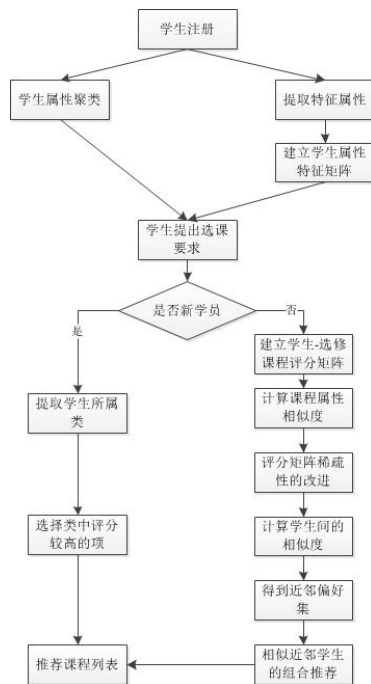 学生注册
学生属性聚类
提取特征属性
建立学生属性
特征矩阵
学生提出选课
要求
是否新学员
是
否
建立学生-选修
课程评分矩阵
提取学生所属
类
计算课程属性
相似度
评分矩阵稀疏
性的改进
选择类中评分
较高的项
计算学生间的
相似度
得到近邻偏好
集
推荐课程列表
相似近邻学生
的组合推荐